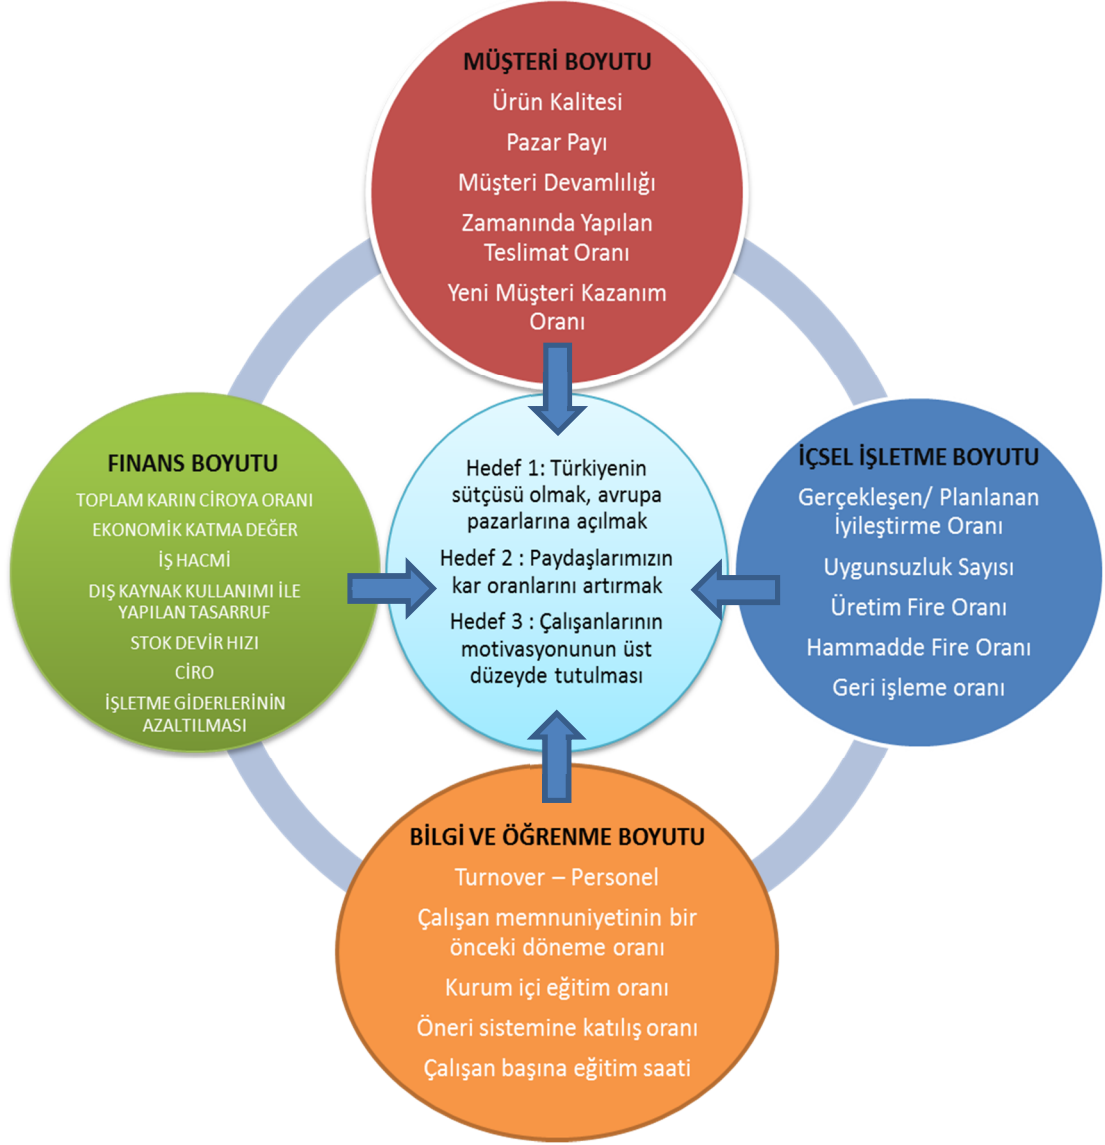 MÜŞTERİ BOYUTU
Ürün Kalitesi
Pazar Payı
Müşteri Devamlılığı
Zamanında Yapılan
Teslimat Oranı
Yeni Müşteri Kazanım
Oranı
FINANS BOYUTU
TOPLAM KARIN CİROYA ORANI
EKONOMİK KATMA DEĞER
İŞ HACMİ
DIŞ KAYNAK KULLANIMI İLE
YAPILAN TASARRUF
STOK DEVIR HIZI
CİRO
İŞLETME GİDERLERİNİN
AZALTILMASI
Hedef 1: Türkiyenin
sütçüsü olmak, avrupa
pazarlarına açılmak
Hedef 2 : Paydaşlarımızın
kar oranlarını artırmak
Hedef 3 : Çalışanlarının
motivasyonunun üst
düzeyde tutulması
İÇSEL İŞLETME BOYUTU
Gerçekleşen/ Planlanan
İyileştirme Oranı
Uygunsuzluk Sayısı
Üretim Fire Oranı
Hammadde Fire Oranı
Geri işleme oranı
BİLGİ VE ÖĞRENME BOYUTU
Turnover – Personel
Çalışan memnuniyetinin bir
önceki döneme oranı
Kurum içi eğitim oranı
Öneri sistemine katılış oranı
Çalışan başına eğitim saati